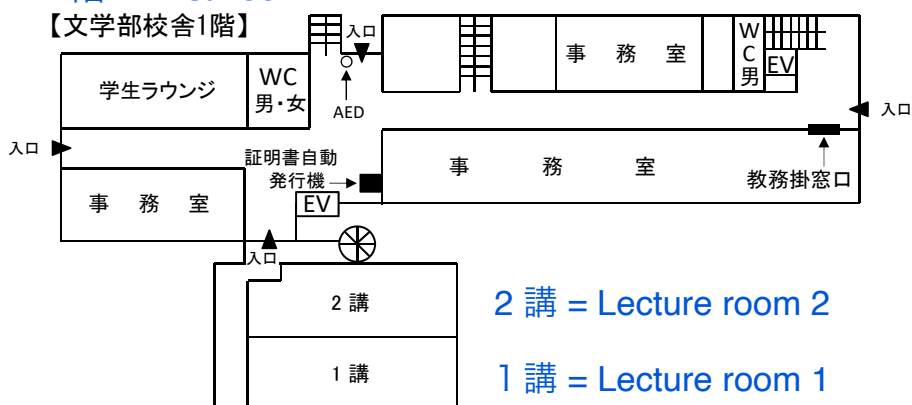 【文学部校舎1階】
入口
学生ラウンジ
WC
男・女
AED
事 務 室
WC男
EV
入口
入口
証明書自動
発行機
事 務 室
教務掛窓口
事 務 室
EV
入口
2 講
2 講 = Lecture room 2
1 講
1 講 = Lecture room 1